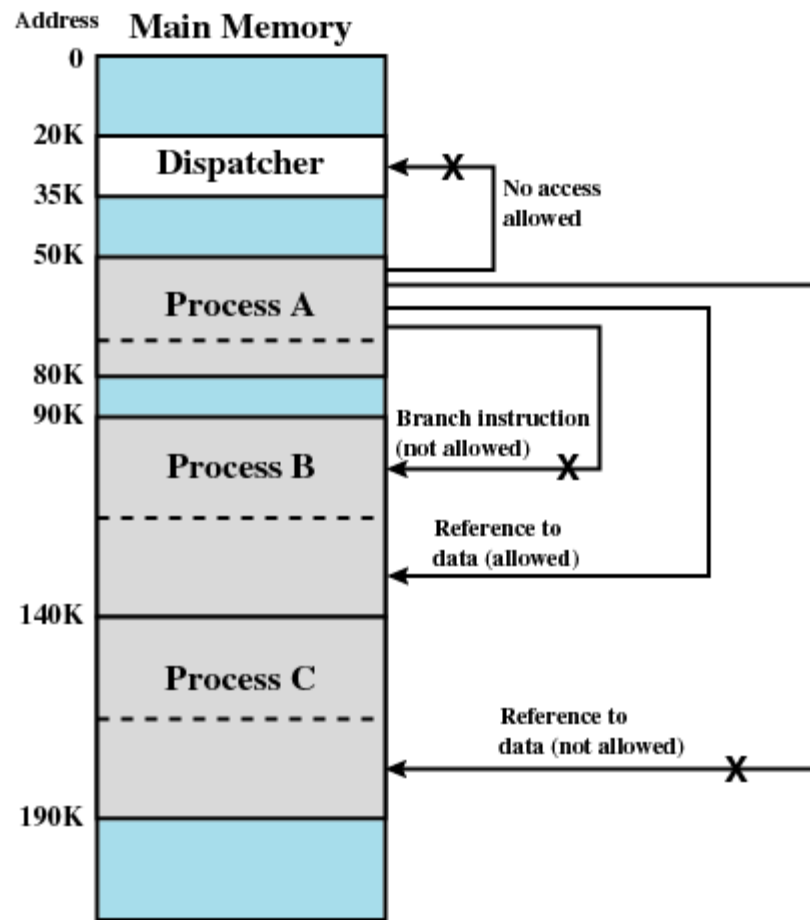 Address Main Memory
0
20K
Dispatcher
35K
No access
allowed
50K
Process A
80K
90K
Branch instruction
(not allowed)
Process B
Reference to
data (allowed)
140K
Process C
Reference to
data (not allowed)
190K